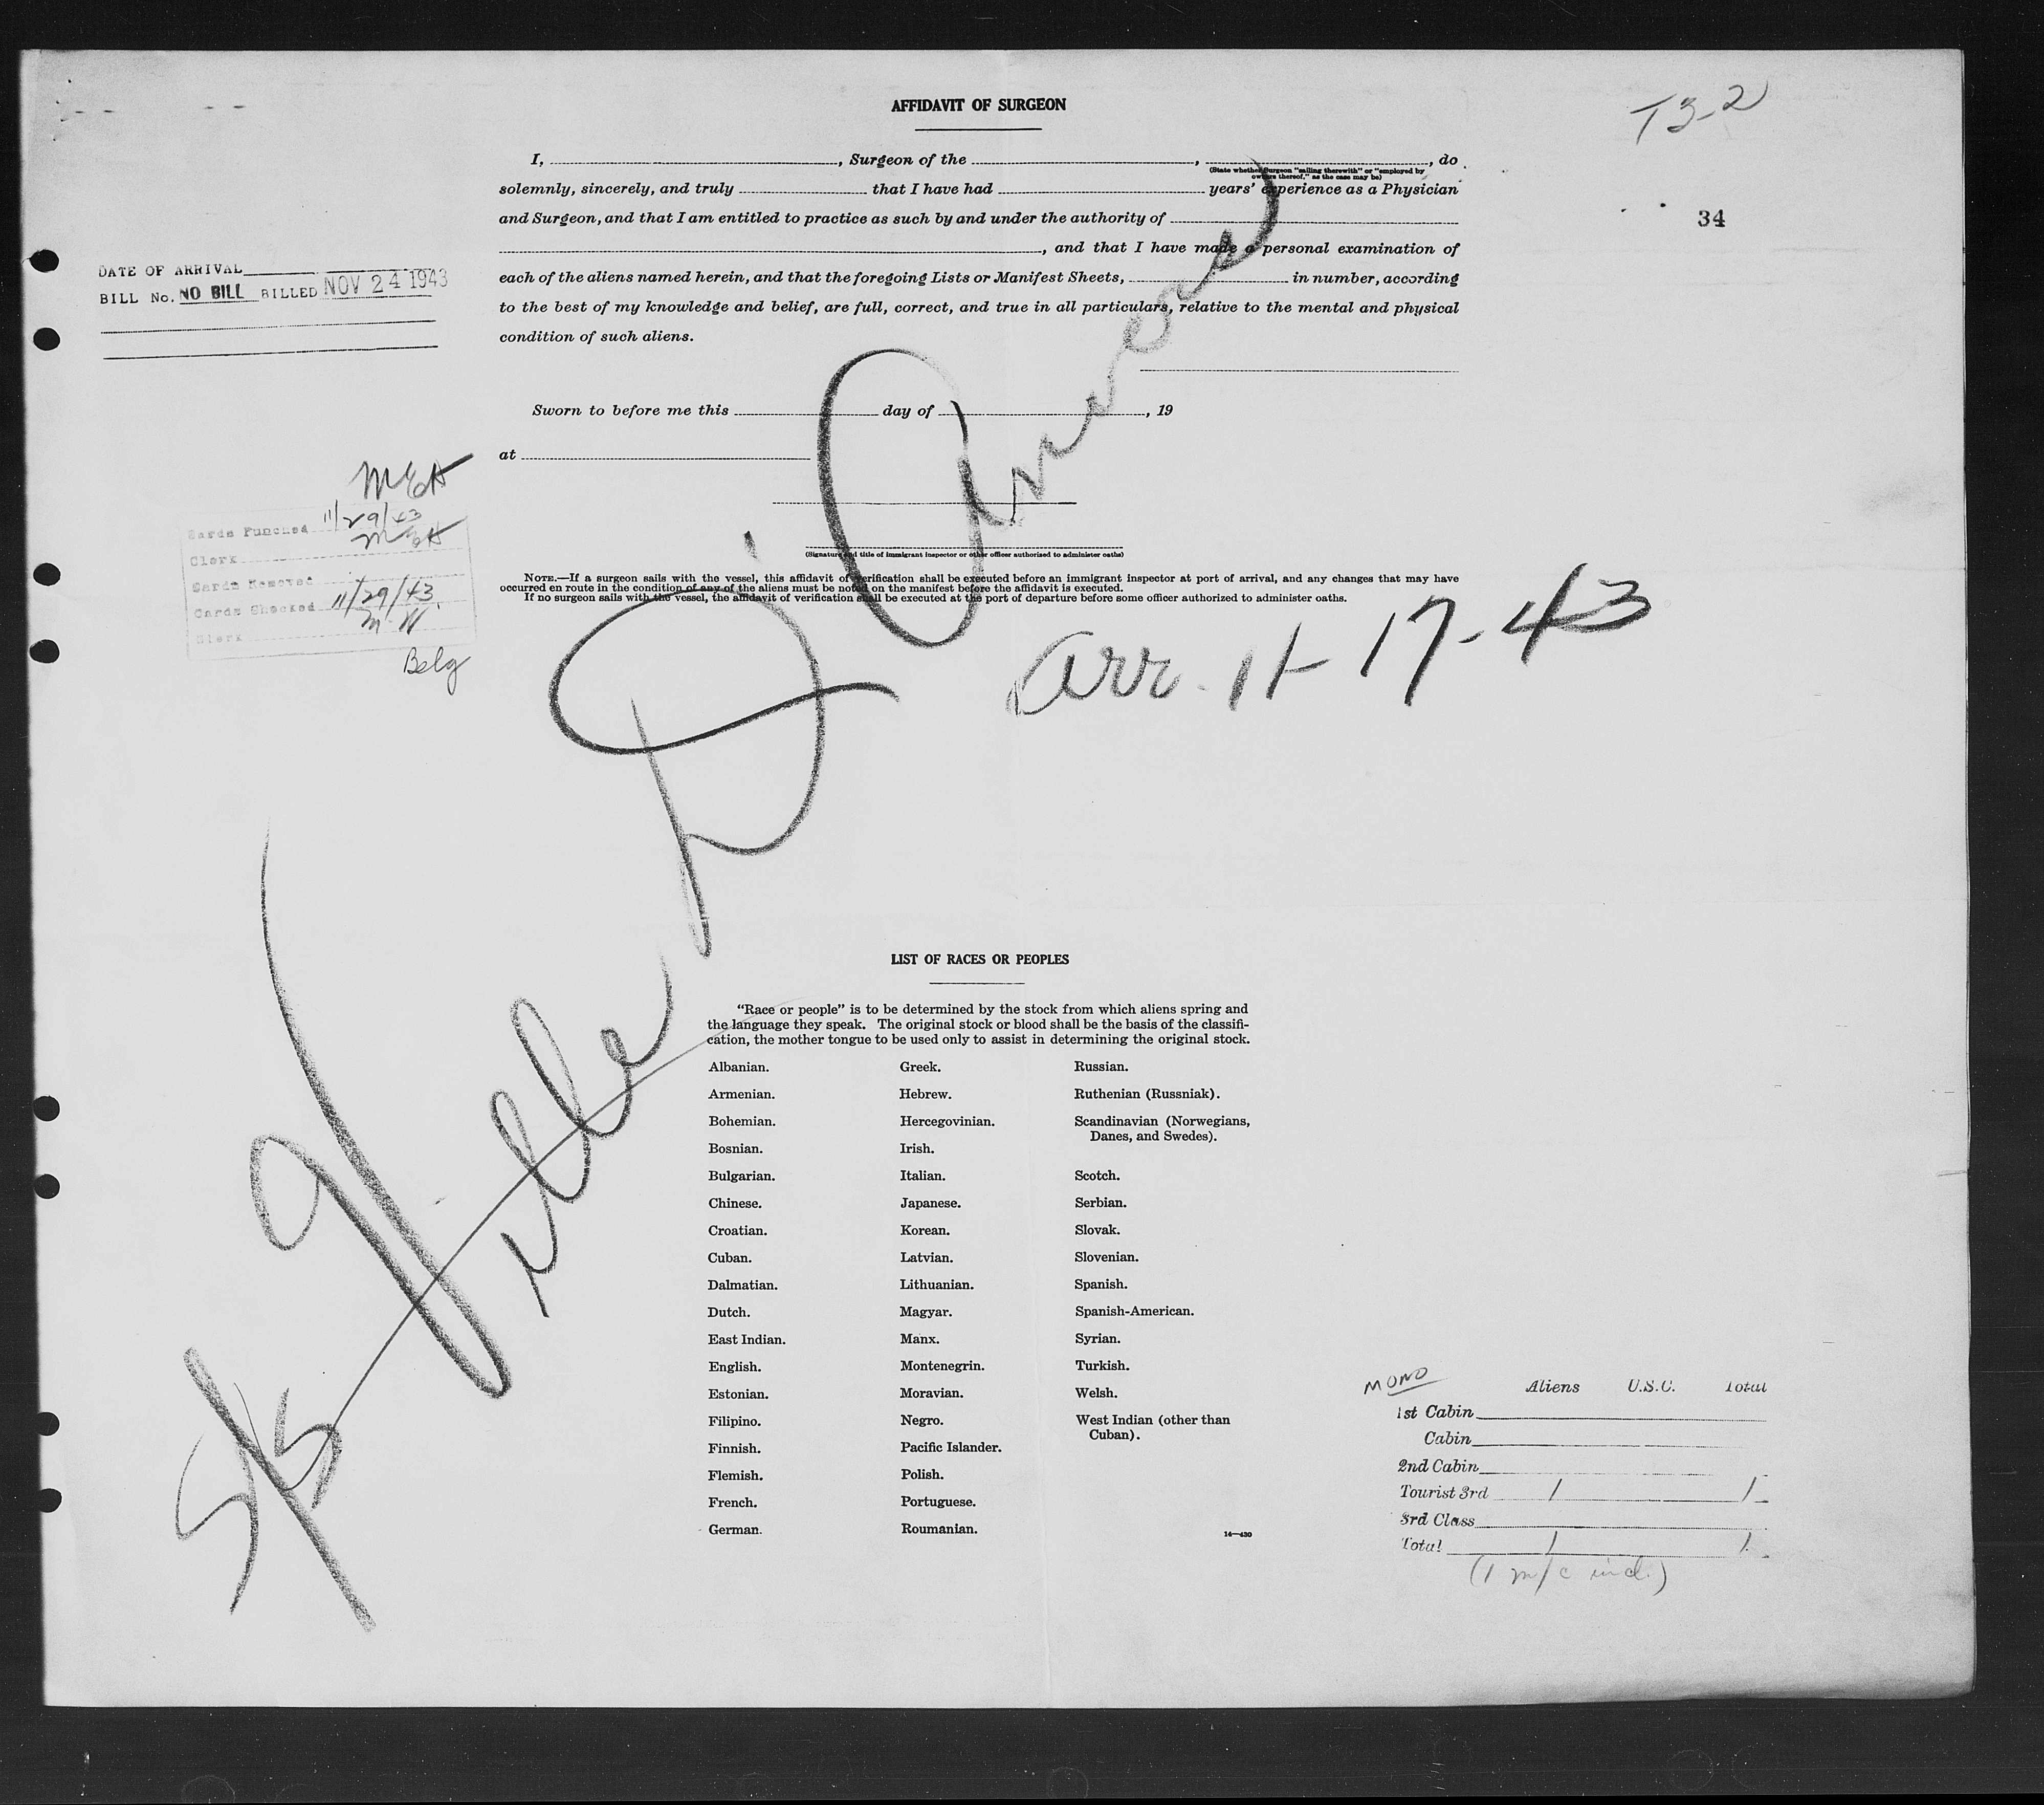 AFFIDAVIT OF SURGEON
T3-2
I, , Surgeon of the , , do
(State whether Surgeon "sailing therewith" or "employed by
owners thereof," as the case may be)
solemnly, sincerely, and truly that I have had years' experience as a Physician
34
and Surgeon, and that I am entitled to practice as such by and under the authority of
, and that I have made a personal examination of
DATE OF ARRIVAL
BILL No. NO BILL BILLED NOV 24 1943
each of the aliens named herein, and that the foregoing Lists or Manifest Sheets, in number, according
to the best of my knowledge and belief, are full, correct, and true in all particulars, relative to the mental and physical
condition of such aliens.
Sworn to before me this day of , 19
at
MEH
Cards Punched 11/29/43
Clerk MEH
Cards Removed
Cards Checked 11/29/43
Clerk M.W.
Belg
(Signature and title of immigrant inspector or other officer authorized to administer oaths)
NOTE.—If a surgeon sails with the vessel, this affidavit of verification shall be executed before an immigrant inspector at port of arrival, and any changes that may have
occurred en route in the condition of any of the aliens must be noted on the manifest before the affidavit is executed.
If no surgeon sails with the vessel, the affidavit of verification shall be executed at the port of departure before some officer authorized to administer oaths.
arr. 11-17-43
S/S Ville D'
LIST OF RACES OR PEOPLES
"Race or people" is to be determined by the stock from which aliens spring and
the language they speak. The original stock or blood shall be the basis of the classifi-
cation, the mother tongue to be used only to assist in determining the original stock.
Albanian.
Armenian.
Bohemian.
Bosnian.
Bulgarian.
Chinese.
Croatian.
Cuban.
Dalmatian.
Dutch.
East Indian.
English.
Estonian.
Filipino.
Finnish.
Flemish.
French.
German.
Greek.
Hebrew.
Hercegovinian.
Irish.
Italian.
Japanese.
Korean.
Latvian.
Lithuanian.
Magyar.
Manx.
Montenegrin.
Moravian.
Negro.
Pacific Islander.
Polish.
Portuguese.
Roumanian.
Russian.
Ruthenian (Russniak).
Scandinavian (Norwegians,
Danes, and Swedes).
Scotch.
Serbian.
Slovak.
Slovenian.
Spanish.
Spanish-American.
Syrian.
Turkish.
Welsh.
West Indian (other than
Cuban).
14—430
MONO
Aliens U.S.C. Total
1st Cabin
Cabin
2nd Cabin
Tourist 3rd 1 1
3rd Class
Total 1 1
(1 m/c incl.)